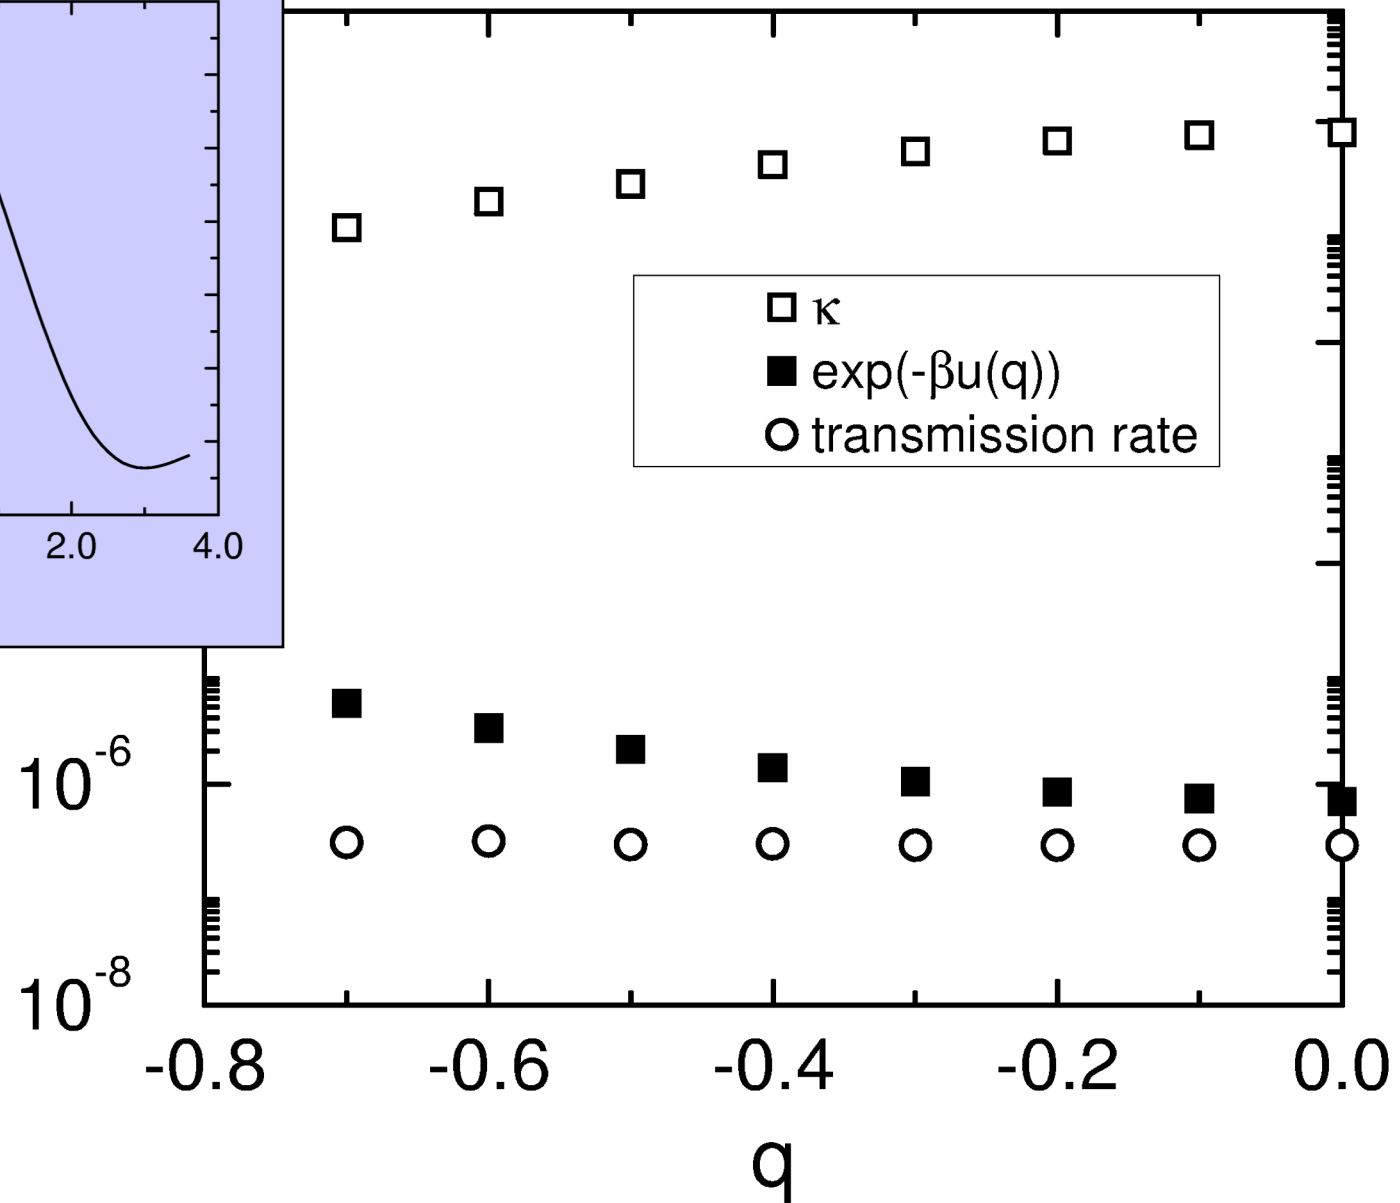 2.0 4.0
κ
exp(-βu(q))
transmission rate
10^-6
10^-8
-0.8 -0.6 -0.4 -0.2 0.0
q